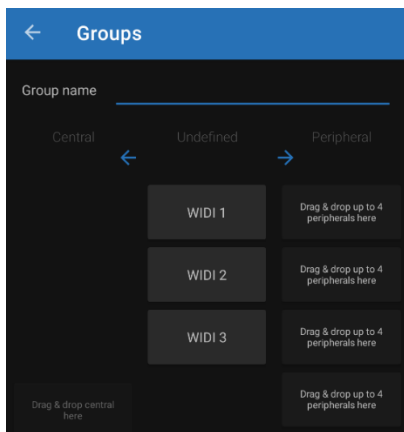 Groups
Group name
Central
Undefined
Peripheral
WIDI 1
Drag & drop up to 4
peripherals here
WIDI 2
Drag & drop up to 4
peripherals here
WIDI 3
Drag & drop up to 4
peripherals here
Drag & drop central
here
Drag & drop up to 4
peripherals here